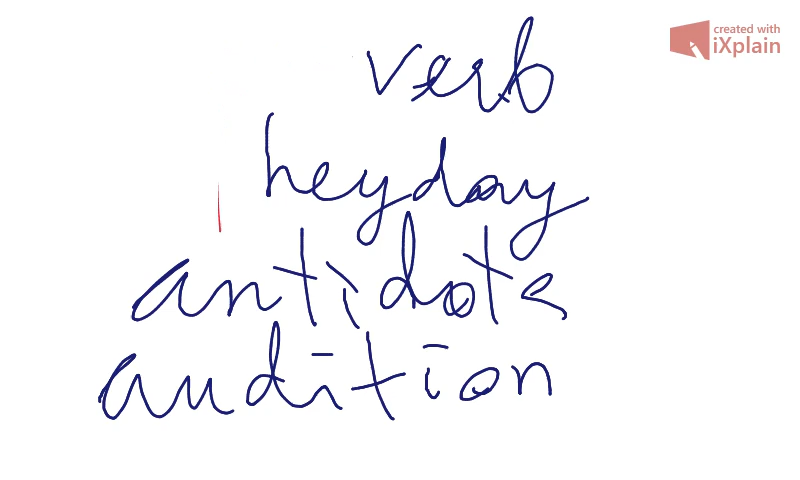 created with
iXplain
verb
heyday
antidote
audition